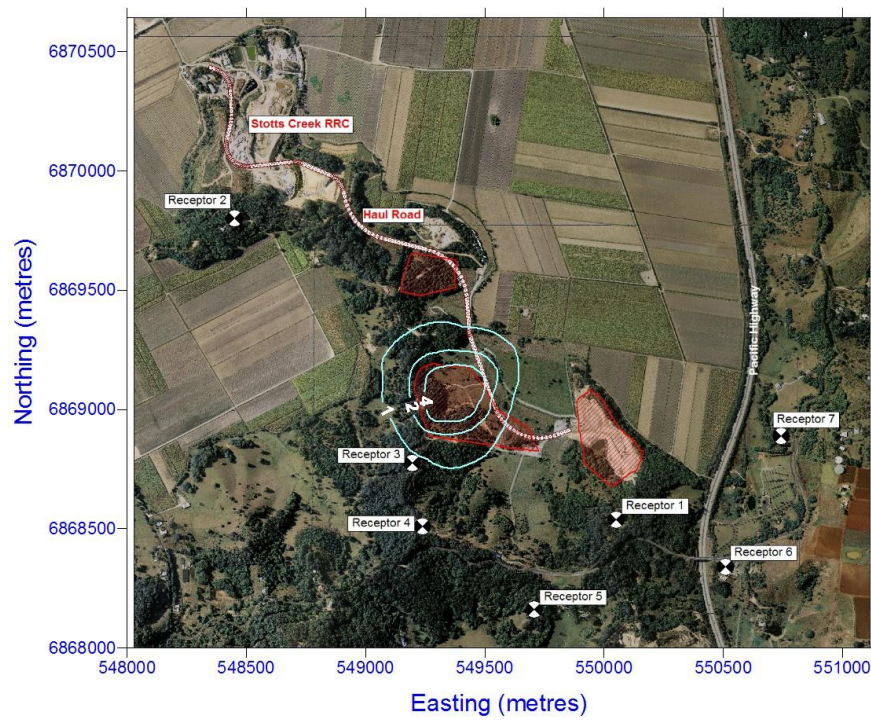 6870500
Stotts Creek RRC
6870000
Receptor 2
Haul Road
6869500
Pacific Highway
Northing (metres)
6869000
1
2
4
Receptor 7
Receptor 3
Receptor 1
6868500
Receptor 4
Receptor 6
Receptor 5
6868000
548000
548500
549000
549500
550000
550500
551000
Easting (metres)